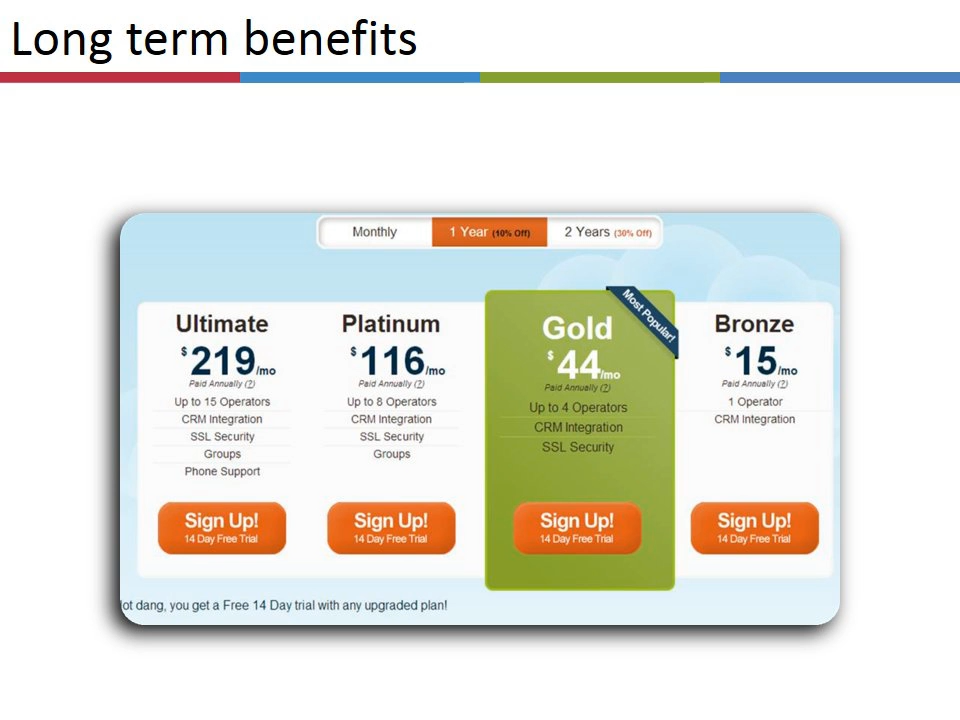 Long term benefits
Monthly
1 Year (10% Off)
2 Years (30% Off)
Ultimate
$219/mo
Paid Annually (?)
Up to 15 Operators
CRM Integration
SSL Security
Groups
Phone Support
Sign Up!
14 Day Free Trial
Platinum
$116/mo
Paid Annually (?)
Up to 8 Operators
CRM Integration
SSL Security
Groups
Sign Up!
14 Day Free Trial
Most Popular!
Gold
$44/mo
Paid Annually (?)
Up to 4 Operators
CRM Integration
SSL Security
Sign Up!
14 Day Free Trial
Bronze
$15/mo
Paid Annually (?)
1 Operator
CRM Integration
Sign Up!
14 Day Free Trial
ot dang, you get a Free 14 Day trial with any upgraded plan!